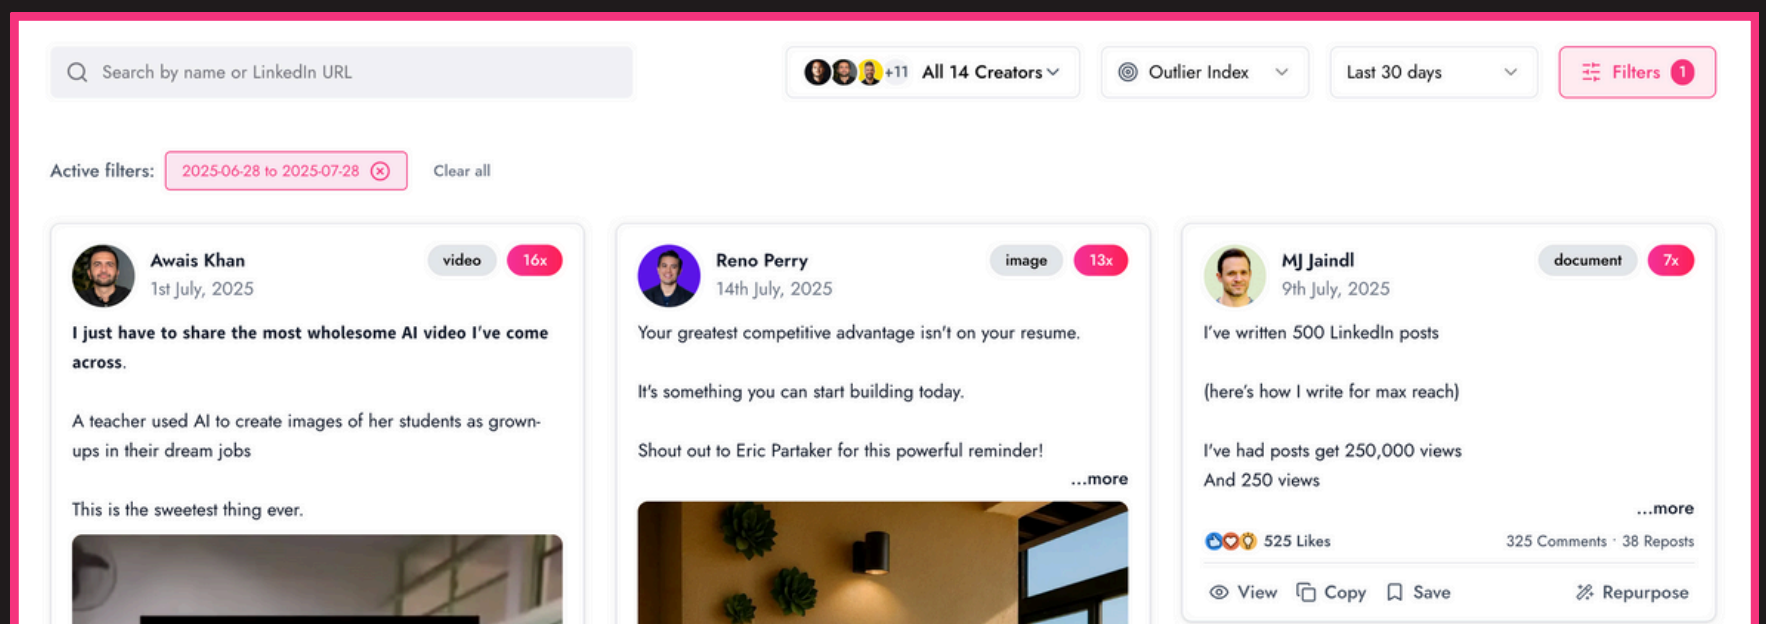 Search by name or LinkedIn URL
+11 All 14 Creators
Outlier Index
Last 30 days
Filters 1
Active filters: 2025-06-28 to 2025-07-28 Clear all
Awais Khan
video 16x
1st July, 2025
I just have to share the most wholesome AI video I've come
across.
A teacher used AI to create images of her students as grown-
ups in their dream jobs
This is the sweetest thing ever.
Reno Perry
image 13x
14th July, 2025
Your greatest competitive advantage isn't on your resume.
It's something you can start building today.
Shout out to Eric Partaker for this powerful reminder!
...more
MJ Jaindl
document 7x
9th July, 2025
I've written 500 LinkedIn posts
(here's how I write for max reach)
I've had posts get 250,000 views
And 250 views
...more
525 Likes
325 Comments · 38 Reposts
View Copy Save Repurpose